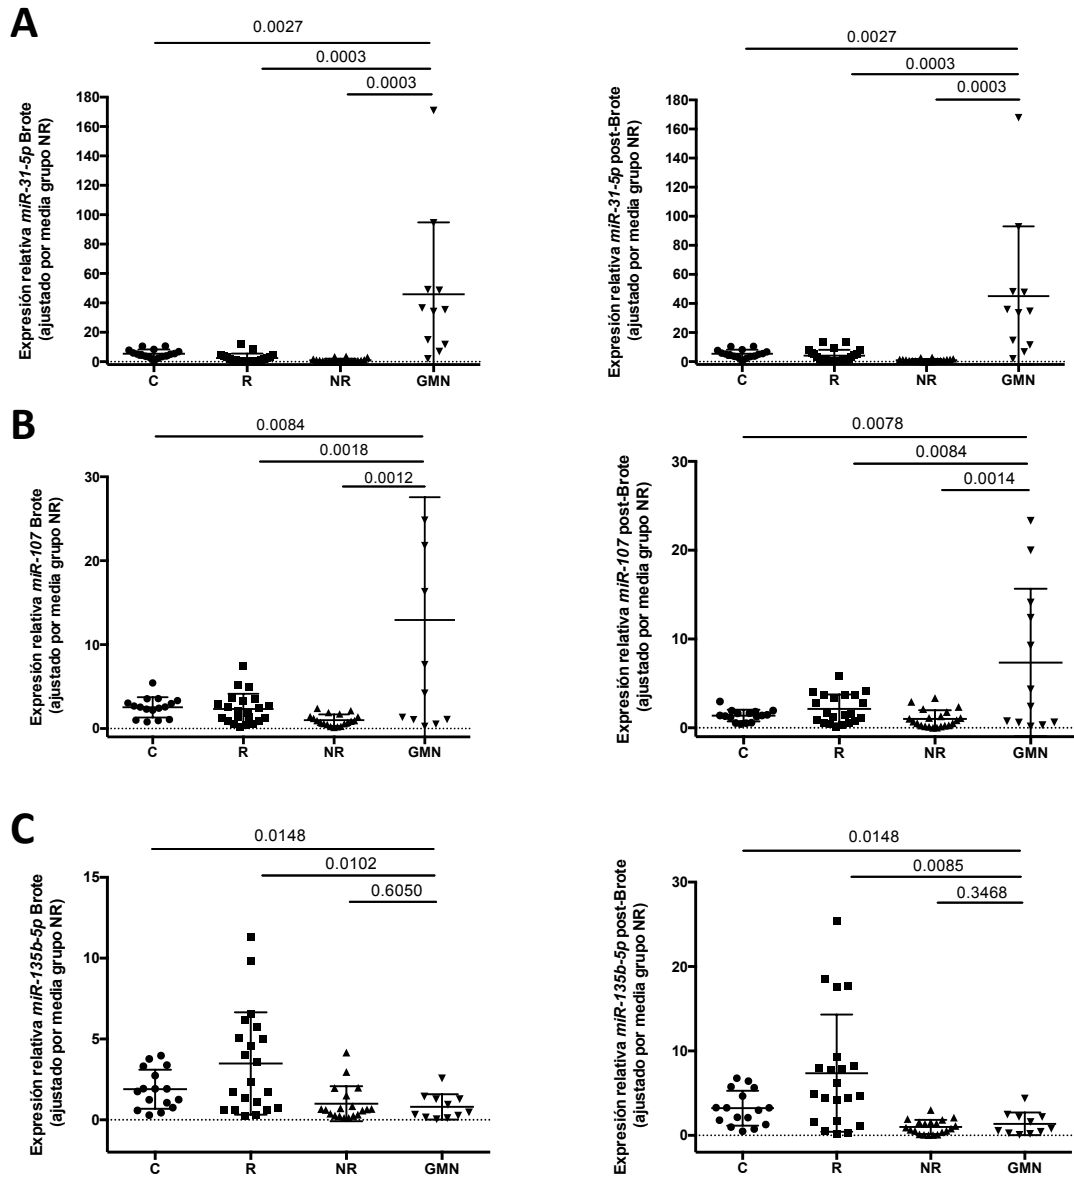 A
0.0027
0.0003
0.0003
Expresión relativa miR-31-5p Brote
(ajustado por media grupo NR)
180
160
140
120
100
80
60
40
20
0
C R NR GMN
0.0027
0.0003
0.0003
Expresión relativa miR-31-5p post-Brote
(ajustado por media grupo NR)
180
160
140
120
100
80
60
40
20
0
C R NR GMN
B
0.0084
0.0018
0.0012
Expresión relativa miR-107 Brote
(ajustado por media grupo NR)
30
20
10
0
C R NR GMN
0.0078
0.0084
0.0014
Expresión relativa miR-107 post-Brote
(ajustado por media grupo NR)
30
20
10
0
C R NR GMN
C
0.0148
0.0102
0.6050
Expresión relativa miR-135b-5p Brote
(ajustado por media grupo NR)
15
10
5
0
C R NR GMN
0.0148
0.0085
0.3468
Expresión relativa miR-135b-5p post-Brote
(ajustado por media grupo NR)
30
20
10
0
C R NR GMN